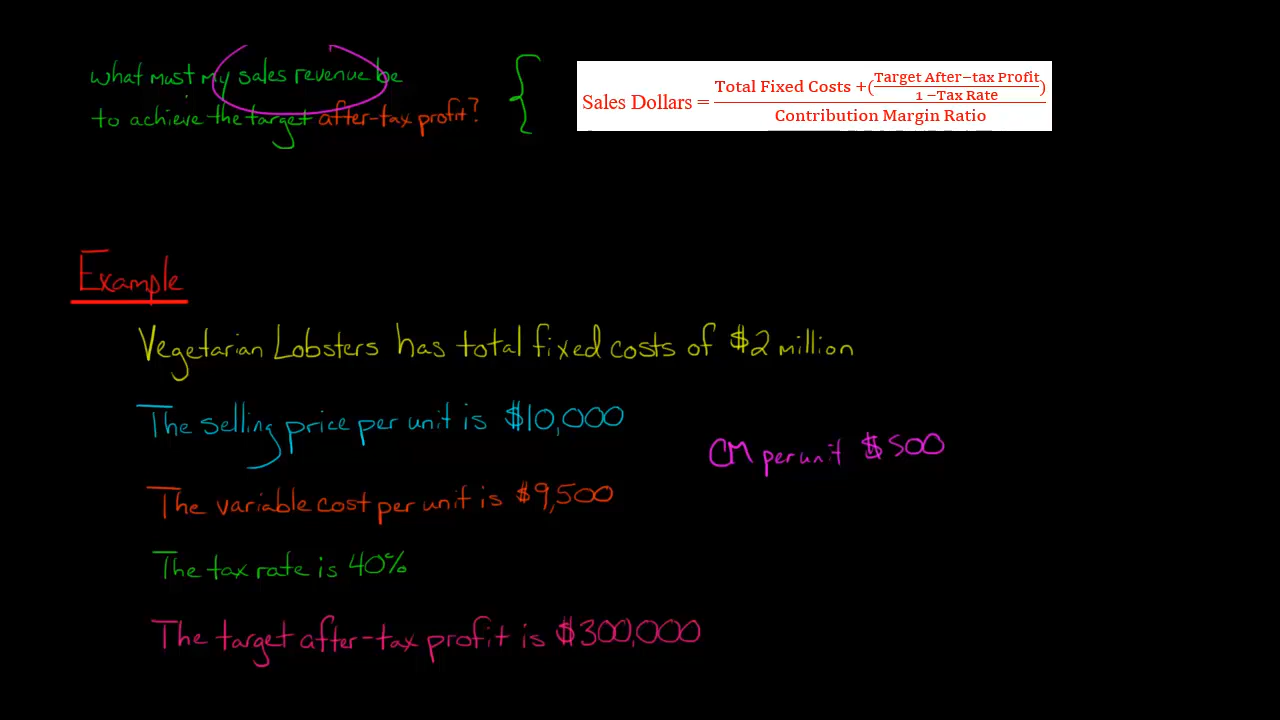 what must my sales revenue be
to achieve the target after-tax profit?
Sales Dollars = Total Fixed Costs +(Target After-tax Profit / 1 -Tax Rate) / Contribution Margin Ratio
Example
Vegetarian Lobsters has total fixed costs of $2 million
The selling price per unit is $10,000
CM per unit $500
The variable cost per unit is $9,500
The tax rate is 40%
The target after-tax profit is $300,000